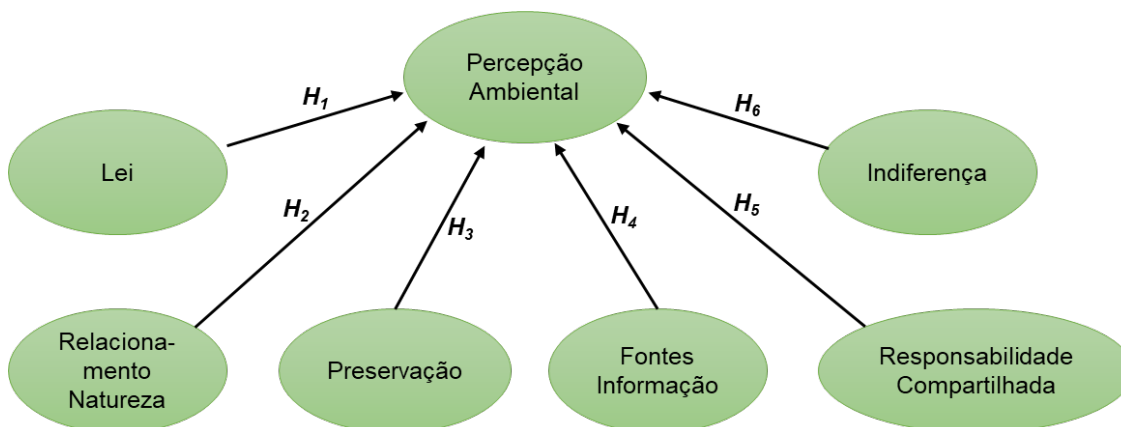 Percepção
Ambiental
H1
H6
Lei
Indiferença
H2
H3
H4
H5
Relaciona-
mento
Natureza
Preservação
Fontes
Informação
Responsabilidade
Compartilhada